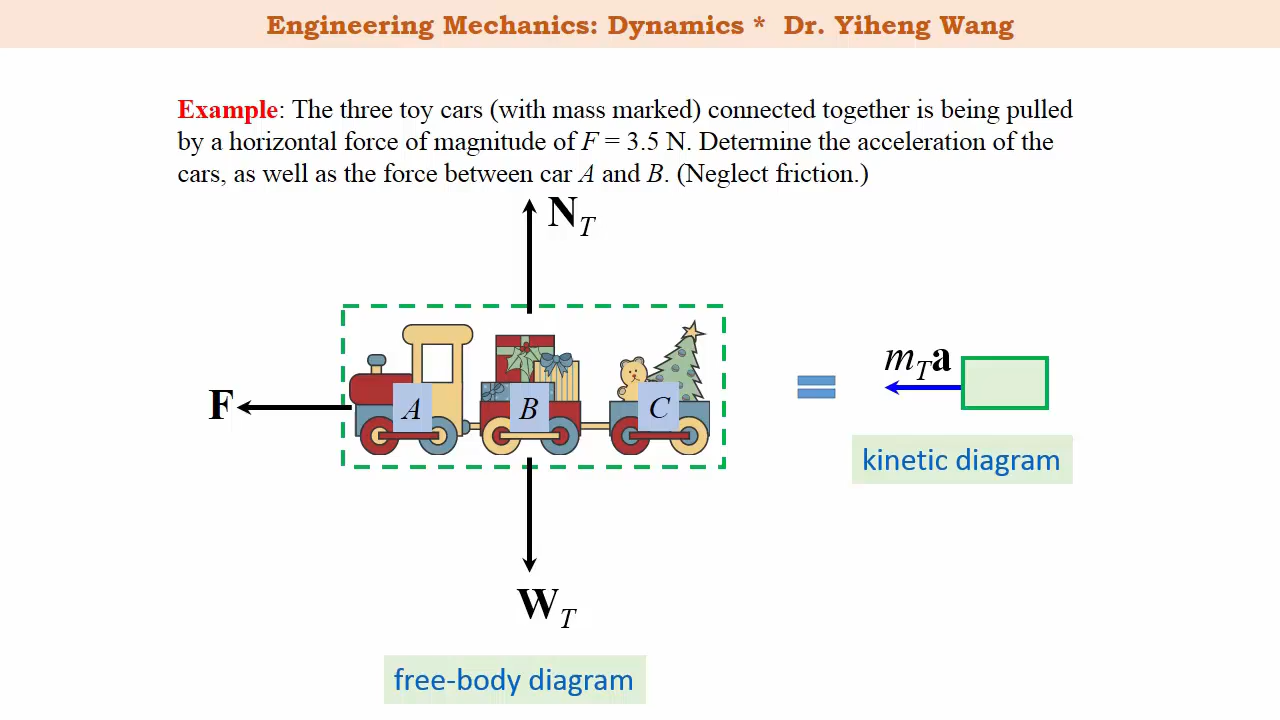 Engineering Mechanics: Dynamics * Dr. Yiheng Wang
Example: The three toy cars (with mass marked) connected together is being pulled
by a horizontal force of magnitude of F = 3.5 N. Determine the acceleration of the
cars, as well as the force between car A and B. (Neglect friction.)
N_T
m_T a
F
A
B
C
kinetic diagram
W_T
free-body diagram